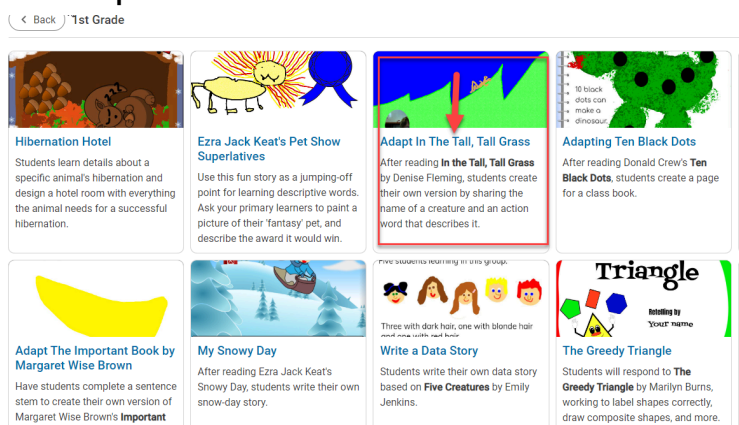 Back
1st Grade
10 black
dots can
make a
dinosaur.
Hibernation Hotel
Students learn details about a
specific animal's hibernation and
design a hotel room with everything
the animal needs for a successful
hibernation.
Ezra Jack Keat's Pet Show
Superlatives
Use this fun story as a jumping-off
point for learning descriptive words.
Ask your primary learners to paint a
picture of their 'fantasy' pet, and
describe the award it would win.
Adapt In The Tall, Tall Grass
After reading In the Tall, Tall Grass
by Denise Fleming, students create
their own version by sharing the
name of a creature and an action
word that describes it.
Adapting Ten Black Dots
After reading Donald Crew's Ten
Black Dots, students create a page
for a class book.
Adapt The Important Book by
Margaret Wise Brown
Have students complete a sentence
stem to create their own version of
Margaret Wise Brown's Important
My Snowy Day
After reading Ezra Jack Keat's
Snowy Day, students write their own
snow-day story.
Five students learning in this group.
Three with dark hair, one with blonde hair
and one with red hair
Write a Data Story
Students write their own data story
based on Five Creatures by Emily
Jenkins.
Triangle
Retelling by
Your name
The Greedy Triangle
Students will respond to The
Greedy Triangle by Marilyn Burns,
working to label shapes correctly,
draw composite shapes, and more.